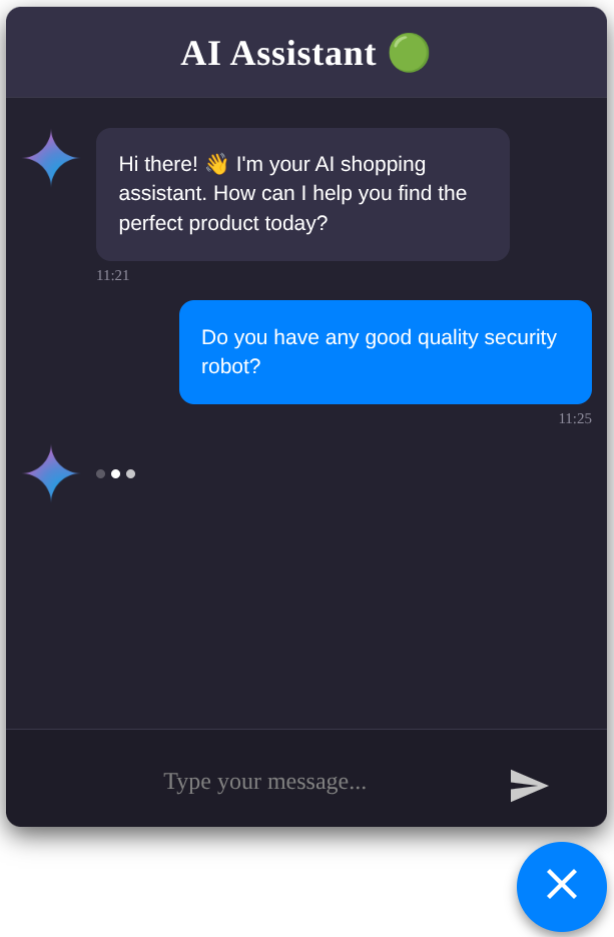 AI Assistant 🟢
Hi there! 👋 I'm your AI shopping
assistant. How can I help you find the
perfect product today?
11:21
Do you have any good quality security
robot?
11:25
Type your message...